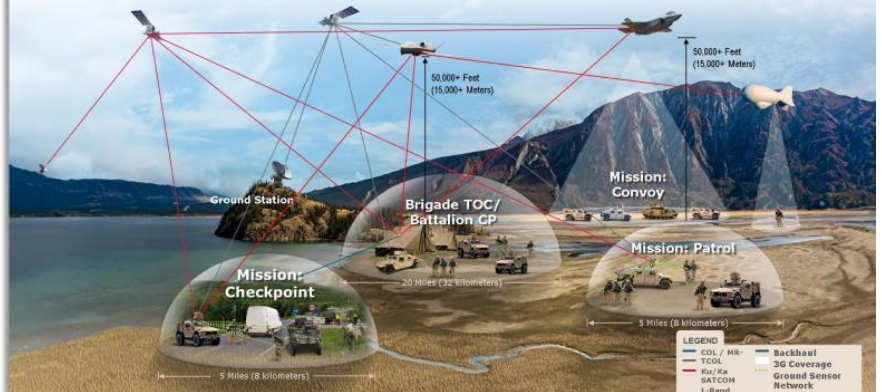 50,000+ Feet
(15,000+ Meters)
50,000+ Feet
(15,000+ Meters)
Ground Station
Brigade TOC/
Battalion CP
Mission:
Convoy
Mission: Patrol
Mission:
Checkpoint
20 Miles (32 kilometers)
5 Miles (8 kilometers)
5 Miles (8 kilometers)
LEGEND
COL / MR-
TCOL
Ku/Ka
SATCOM
L-Band
Backhaul
3G Coverage
Ground Sensor
Network